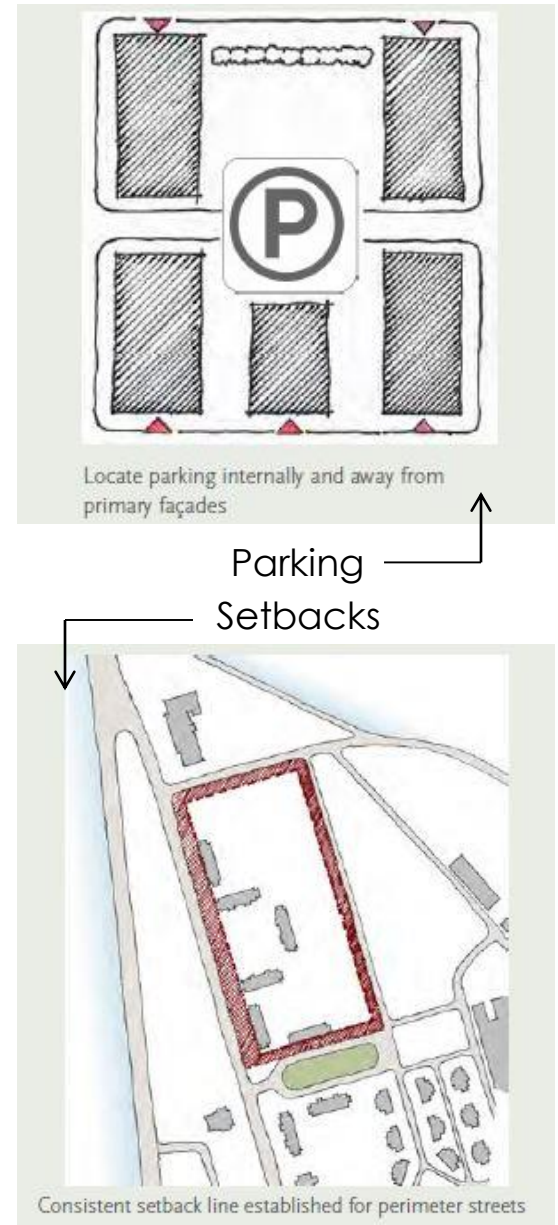 P
Locate parking internally and away from
primary façades
Parking
Setbacks
Consistent setback line established for perimeter streets